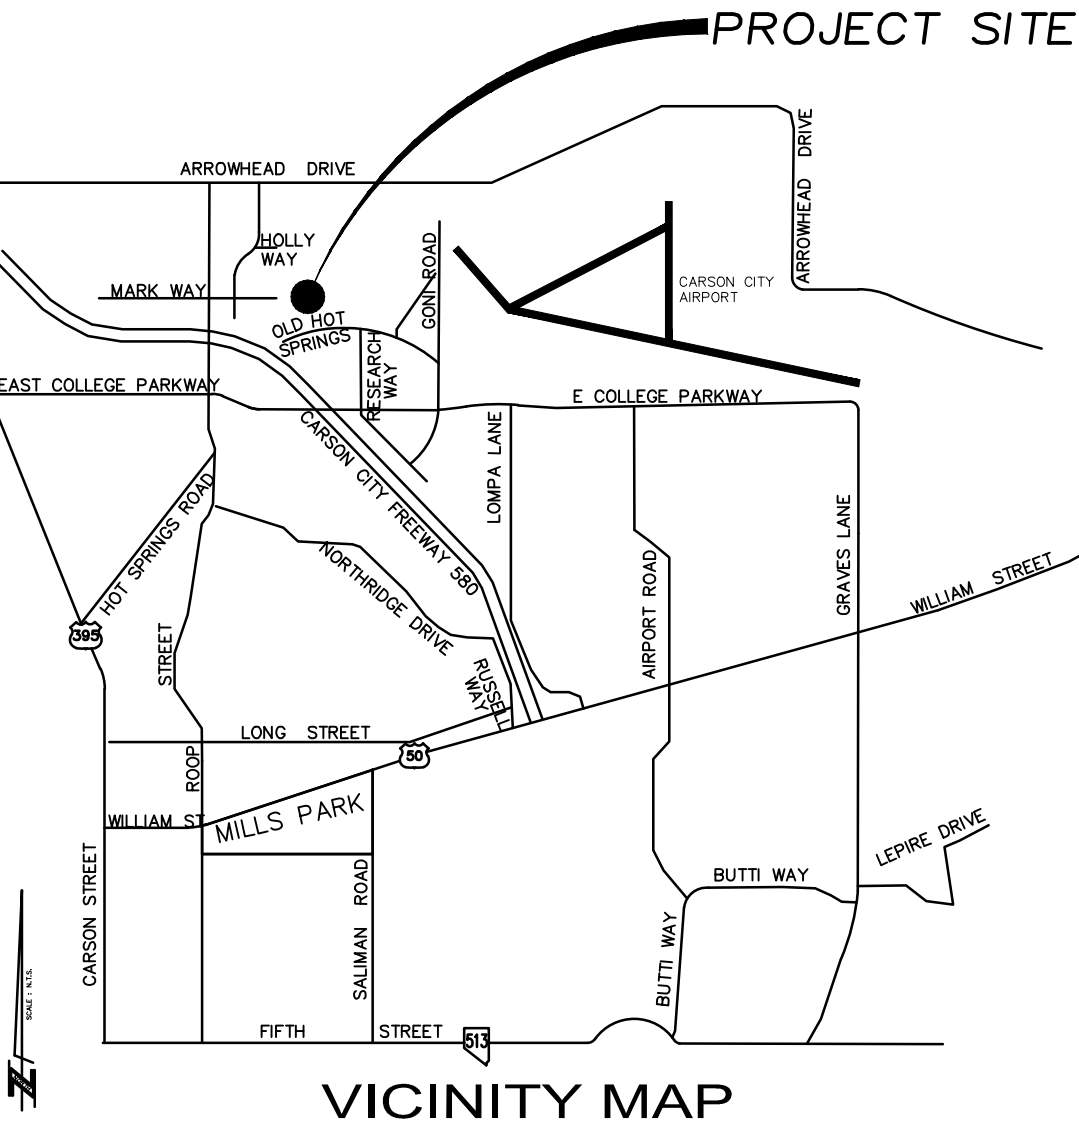 PROJECT SITE
ARROWHEAD DRIVE
ARROWHEAD DRIVE
HOLLY
WAY
GONI ROAD
CARSON CITY
AIRPORT
MARK WAY
OLD HOT
SPRINGS
RESEARCH
WAY
EAST COLLEGE PARKWAY
E COLLEGE PARKWAY
CARSON CITY FREEWAY 580
LOMPA LANE
HOT SPRINGS ROAD
GRAVES LANE
NORTHRIDGE DRIVE
AIRPORT ROAD
WILLIAM STREET
395
STREET
RUSSELL
WAY
LONG STREET
ROOP
50
MILLS PARK
WILLIAM ST
LEPIRE DRIVE
CARSON STREET
SALIMAN ROAD
BUTTI WAY
BUTTI WAY
SCALE : N.T.S.
FIFTH STREET
513
VICINITY MAP